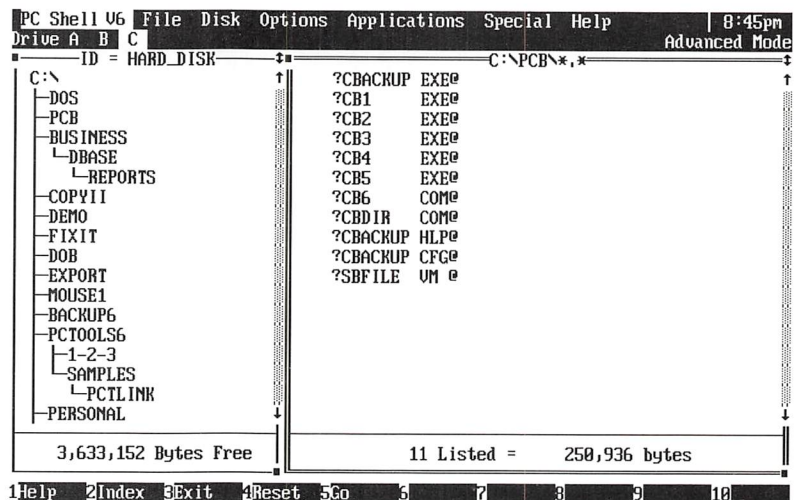 PC Shell V6 File Disk Options Applications Special Help 8:45pm
Drive A B C Advanced Mode
ID = HARD_DISK
C:\
DOS
PCB
BUSINESS
DBASE
REPORTS
COPYII
DEMO
FIXIT
DOB
EXPORT
MOUSE1
BACKUP6
PCTOOLS6
1-2-3
SAMPLES
PCTLINK
PERSONAL
3,633,152 Bytes Free
C:\PCB\*.*
?CBACKUP EXE@
?CB1 EXE@
?CB2 EXE@
?CB3 EXE@
?CB4 EXE@
?CB5 EXE@
?CB6 COM@
?CBDIR COM@
?CBACKUP HLP@
?CBACKUP CFG@
?SBFILE VM @
11 Listed = 250,936 bytes
1Help 2Index 3Exit 4Reset 5Go 6 7 8 9 10